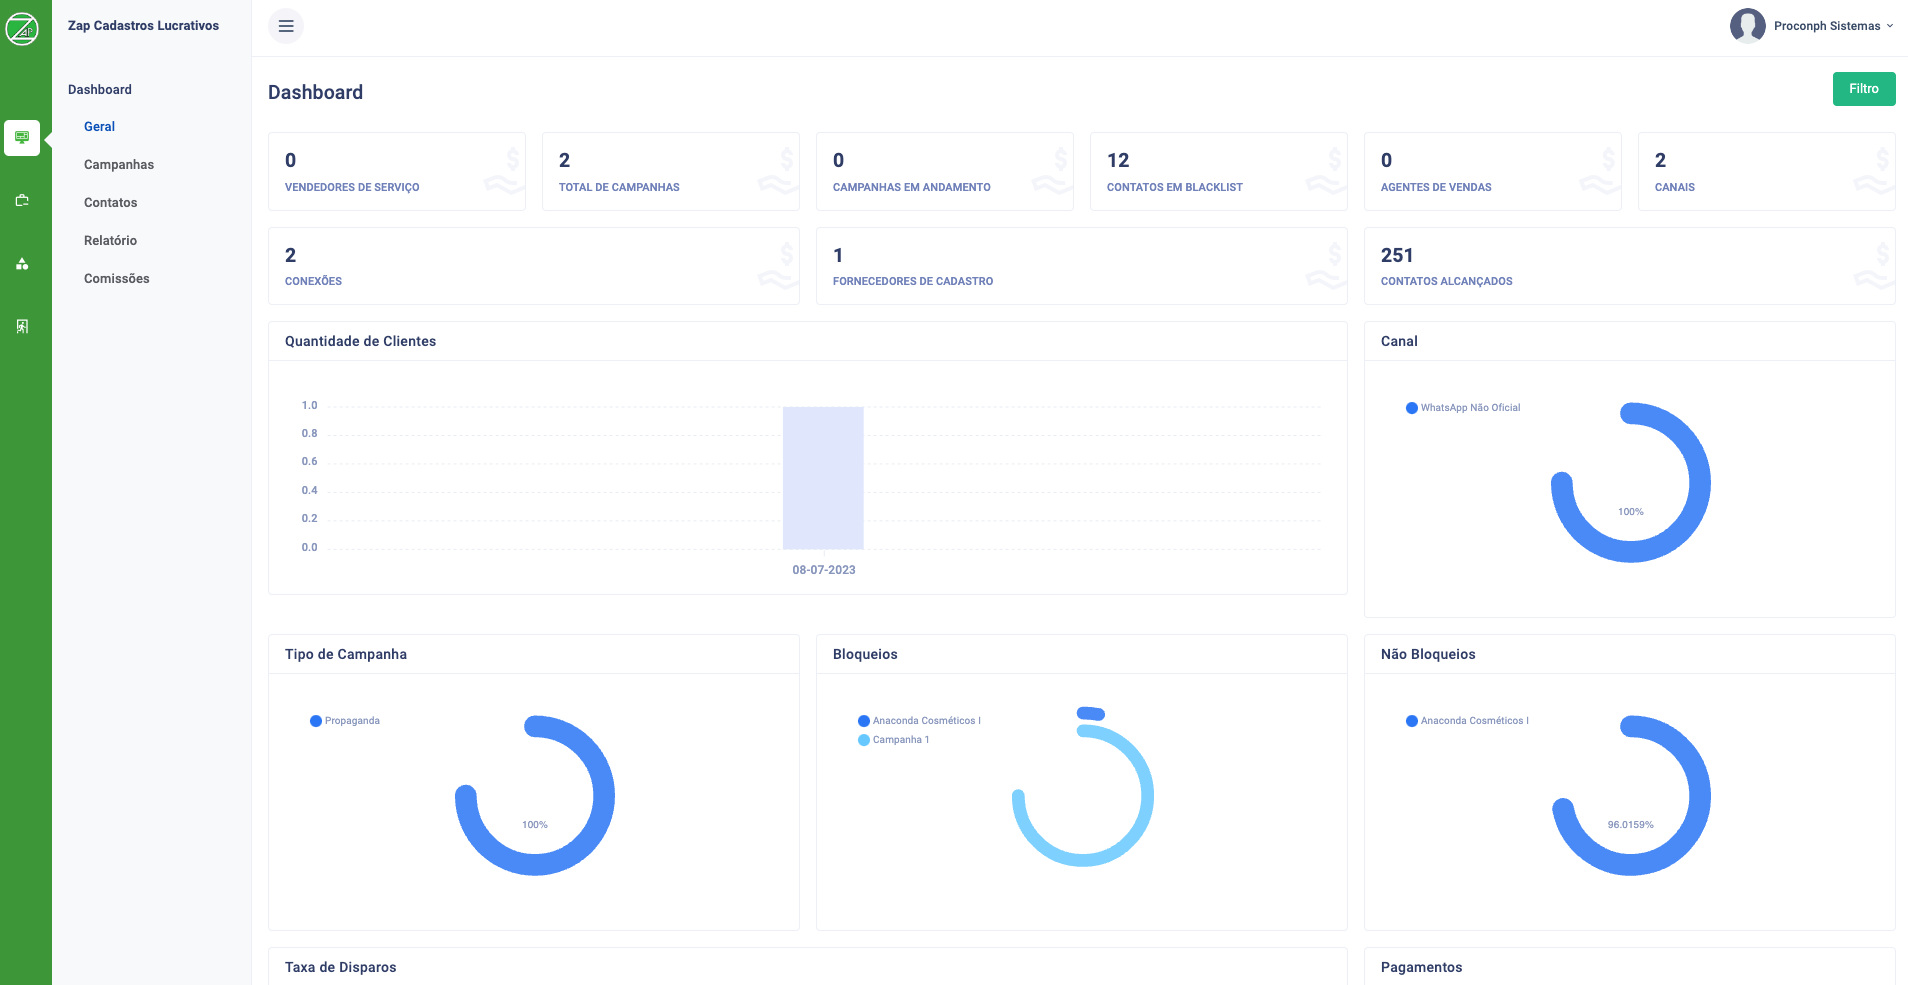 Zap Cadastros Lucrativos
Proconph Sistemas
Dashboard
Geral
Campanhas
Contatos
Relatório
Comissões
Dashboard
Filtro
0
VENDEDORES DE SERVIÇO
2
TOTAL DE CAMPANHAS
0
CAMPANHAS EM ANDAMENTO
12
CONTATOS EM BLACKLIST
0
AGENTES DE VENDAS
2
CANAIS
2
CONEXÕES
1
FORNECEDORES DE CADASTRO
251
CONTATOS ALCANÇADOS
Quantidade de Clientes
1.0
0.8
0.6
0.4
0.2
0.0
08-07-2023
Canal
WhatsApp Não Oficial
100%
Tipo de Campanha
Propaganda
100%
Bloqueios
Anaconda Cosméticos I
Campanha 1
Não Bloqueios
Anaconda Cosméticos I
96.0159%
Taxa de Disparos
Pagamentos